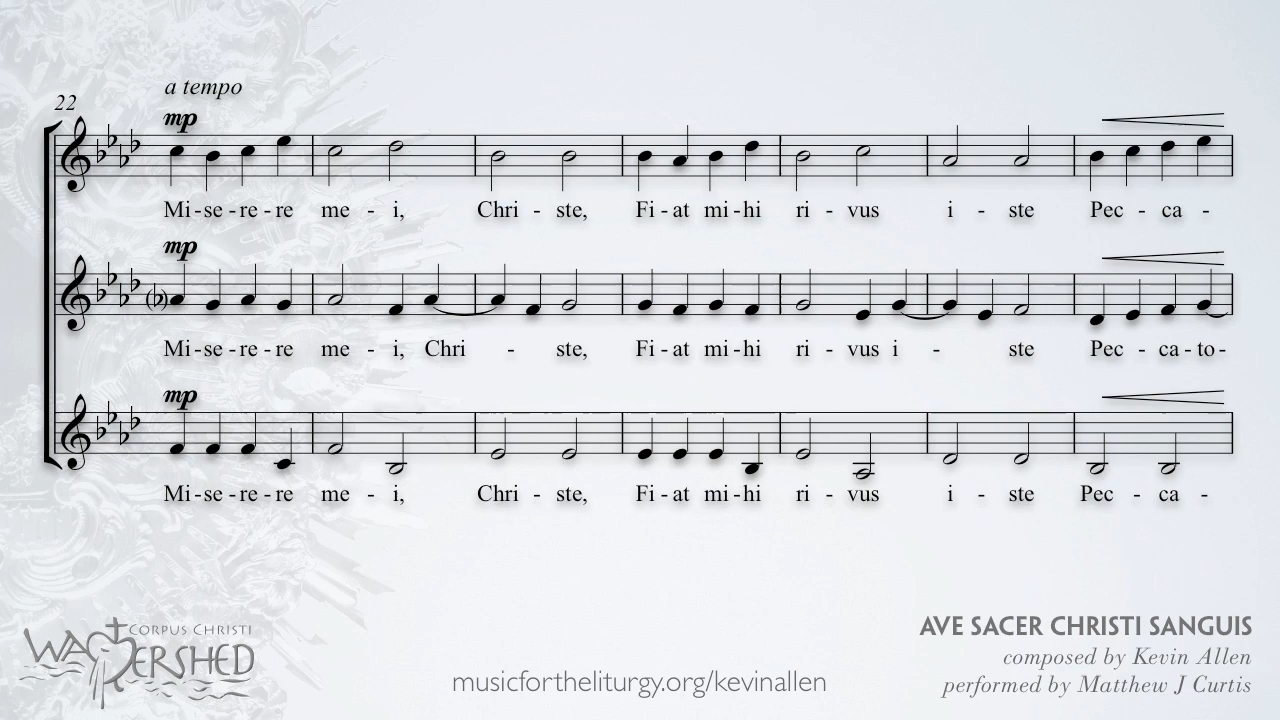 a tempo
22
mp
Mi - se - re - re me - i, Chri - ste, Fi - at mi - hi ri - vus i - ste Pec - ca -
mp
Mi - se - re - re me - i, Chri - ste, Fi - at mi - hi ri - vus i - ste Pec - ca - to -
mp
Mi - se - re - re me - i, Chri - ste, Fi - at mi - hi ri - vus i - ste Pec - ca -
CORPUS CHRISTI
WATERSHED
musicfortheliturgy.org/kevinallen
AVE SACER CHRISTI SANGUIS
composed by Kevin Allen
performed by Matthew J Curtis